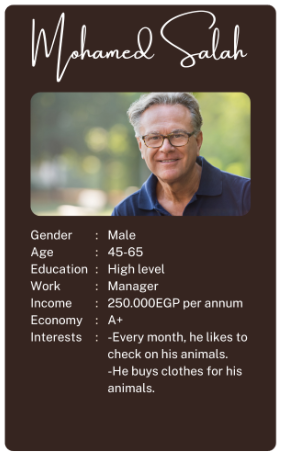 Mohamed Salah
Gender : Male
Age : 45-65
Education : High level
Work : Manager
Income : 250.000EGP per annum
Economy : A+
Interests : -Every month, he likes to
check on his animals.
-He buys clothes for his
animals.